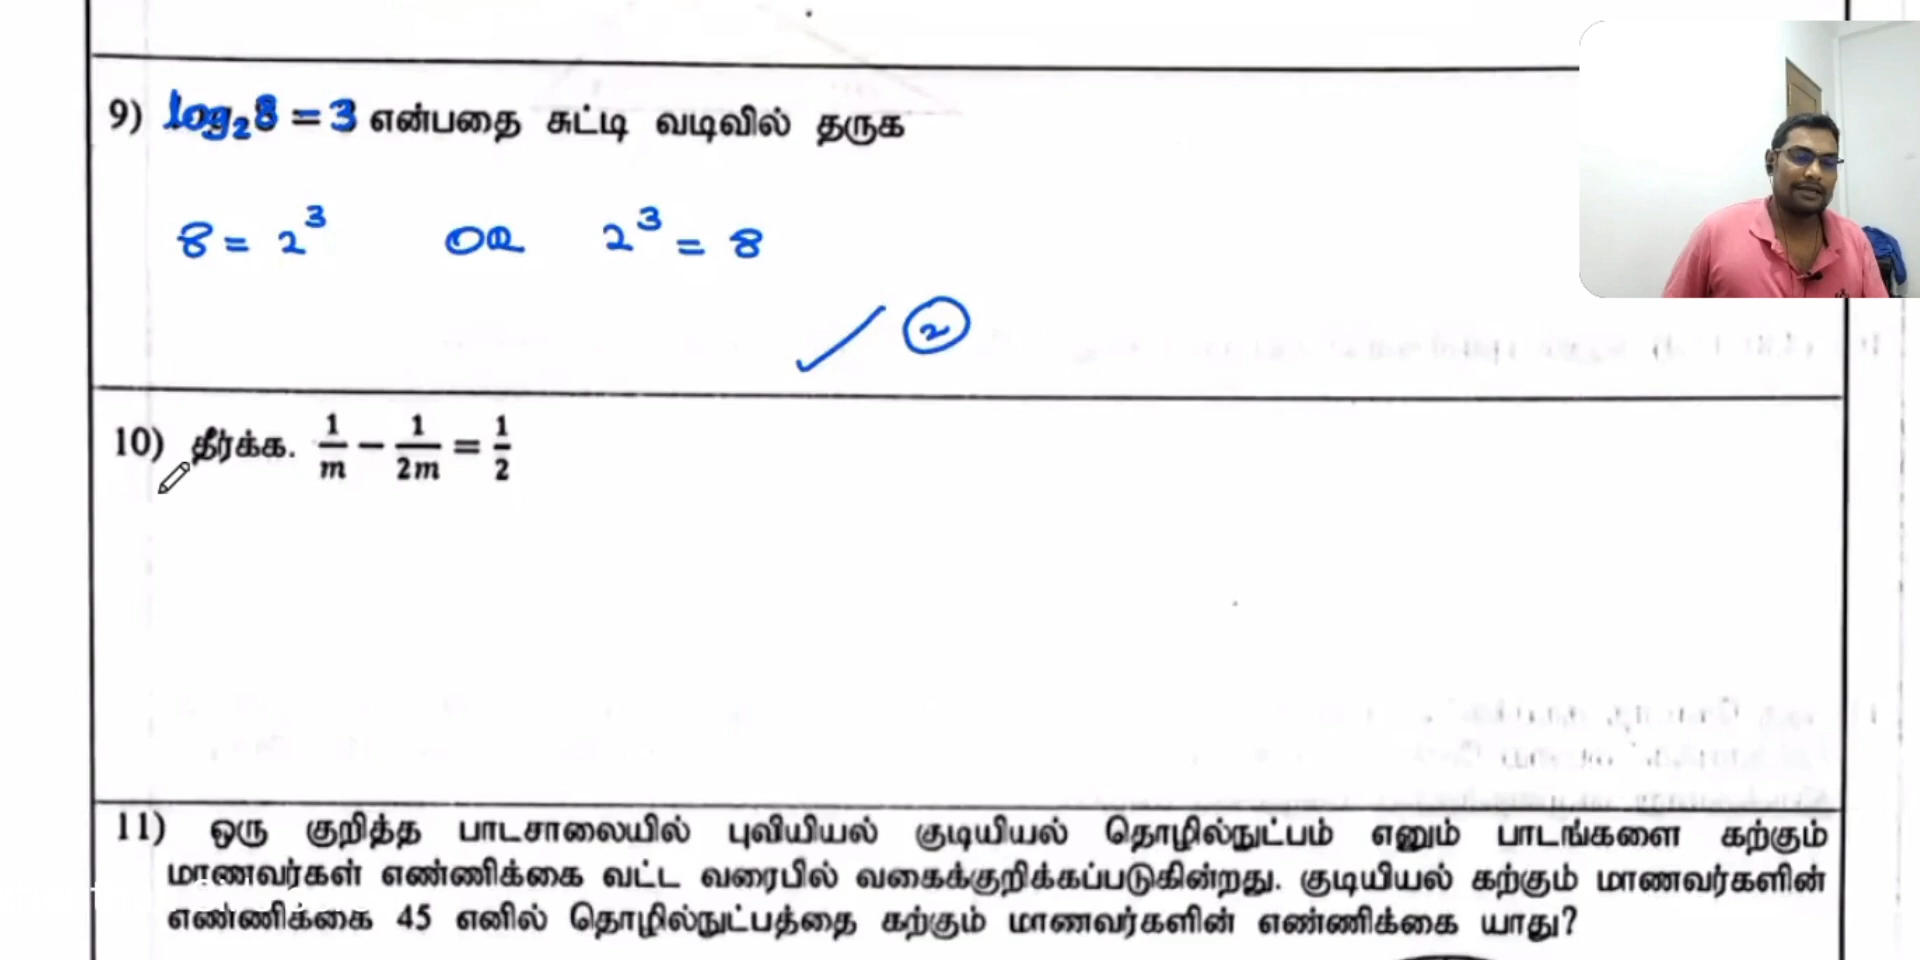 9) log₂8 = 3 என்பதை சுட்டி வடிவில் தருக
8 = 2³ OR 2³ = 8
2
10) தீர்க்க. 1/m − 1/2m = 1/2
11) ஒரு குறித்த பாடசாலையில் புவியியல் குடியியல் தொழில்நுட்பம் எனும் பாடங்களை கற்கும்
மாணவர்கள் எண்ணிக்கை வட்ட வரைபில் வகைக்குறிக்கப்படுகின்றது. குடியியல் கற்கும் மாணவர்களின்
எண்ணிக்கை 45 எனில் தொழில்நுட்பத்தை கற்கும் மாணவர்களின் எண்ணிக்கை யாது?